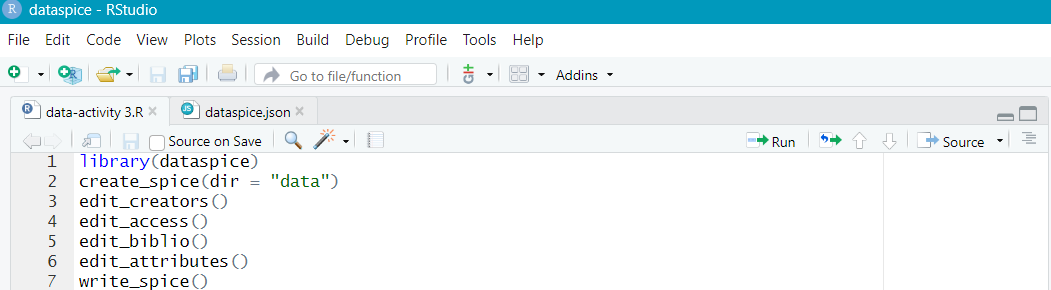 R dataspice - RStudio
File Edit Code View Plots Session Build Debug Profile Tools Help
Go to file/function Addins
data-activity 3.R dataspice.json
Source on Save Run Source
1 library(dataspice)
2 create_spice(dir = "data")
3 edit_creators()
4 edit_access()
5 edit_biblio()
6 edit_attributes()
7 write_spice()